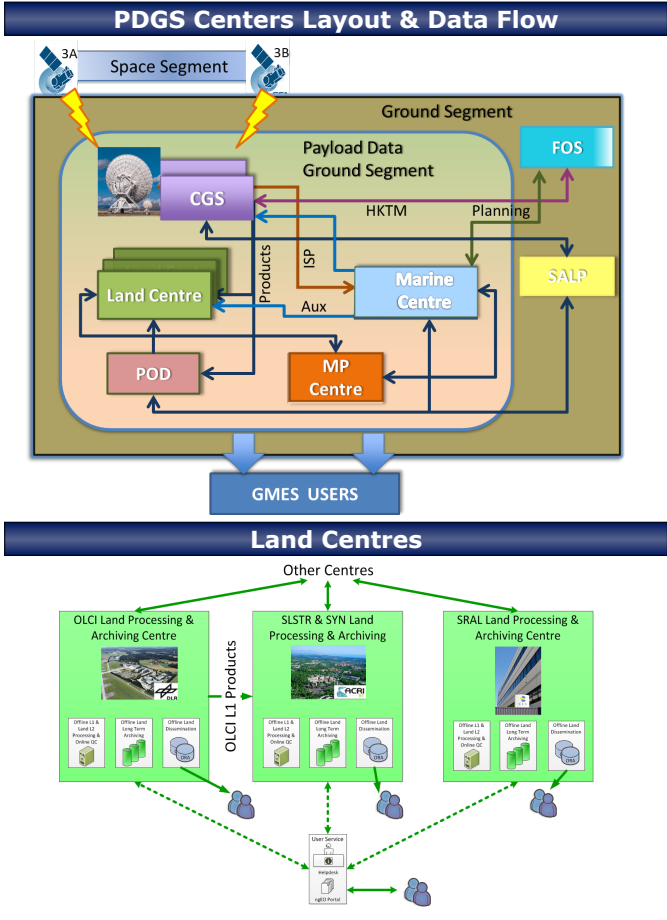 PDGS Centers Layout & Data Flow
3A
Space Segment
3B
Ground Segment
Payload Data
Ground Segment
FOS
CGS
HKTM
Planning
Products
ISP
Land Centre
Marine
Centre
SALP
Aux
POD
MP
Centre
GMES USERS
Land Centres
Other Centres
OLCI Land Processing &
Archiving Centre
SLSTR & SYN Land
Processing & Archiving
SRAL Land Processing &
Archiving Centre
DLR
OLCI L1 Products
ACRI
Offline L1 &
Land L2
Processing &
Online QC
Offline Land
Long Term
Archiving
Offline Land
Dissemination
ORA
Offline L1 &
Land L2
Processing &
Online QC
Offline Land
Long Term
Archiving
Offline Land
Dissemination
ORA
Offline L1 &
Land L2
Processing &
Online QC
Offline Land
Long Term
Archiving
Offline Land
Dissemination
ORA
User Service
Helpdesk
ngEO Portal